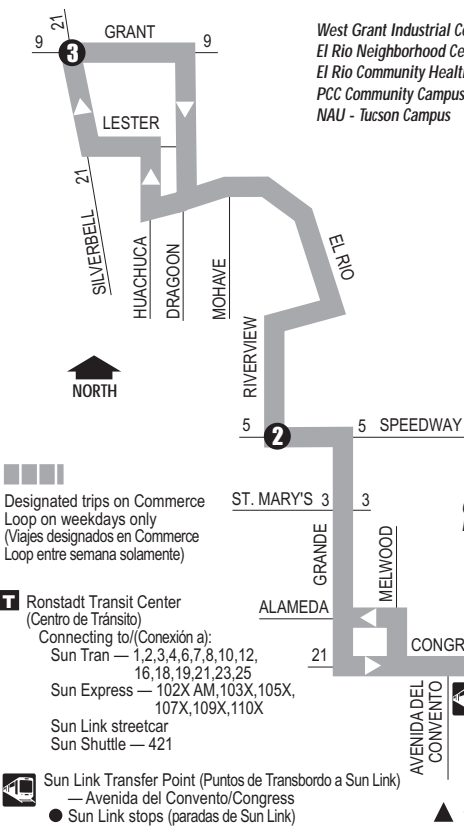 21
GRANT
9
9
3
West Grant Industrial
El Rio Neighborhood
El Rio Community
PCC Community Campus
NAU - Tucson Campus
LESTER
21
SILVERBELL
HUACHUCA
DRAGOON
MOHAVE
EL RIO
NORTH
RIVERVIEW
5
2
5 SPEEDWAY
Designated trips on Commerce
Loop on weekdays only
(Viajes designados en Commerce
Loop entre semana solamente)
ST. MARY'S 3
3
GRANDE
MELWOOD
ALAMEDA
21
AVENIDA DEL
CONVENTO
T Ronstadt Transit Center
(Centro de Tránsito)
Connecting to/(Conexión a):
Sun Tran — 1,2,3,4,6,7,8,10,12,
16,18,19,21,23,25
Sun Express — 102X AM,103X,105X,
107X,109X,110X
Sun Link streetcar
Sun Shuttle — 421
Sun Link Transfer Point (Puntos de Transbordo a Sun Link)
— Avenida del Convento/Congress
Sun Link stops (paradas de Sun Link)